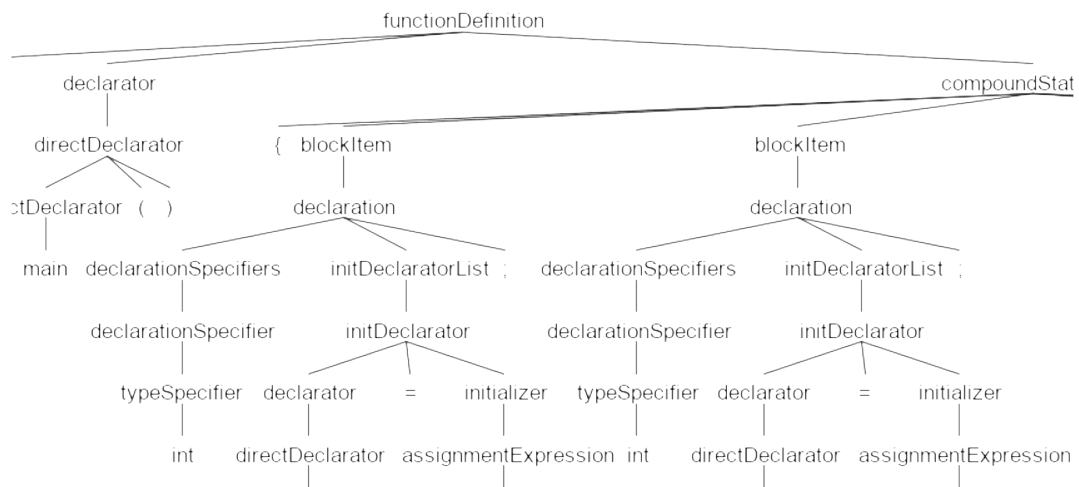 functionDefinition
declarator compoundStat
directDeclarator { blockItem blockItem
ctDeclarator ( ) declaration declaration
main declarationSpecifiers initDeclaratorList ; declarationSpecifiers initDeclaratorList ;
declarationSpecifier initDeclarator declarationSpecifier initDeclarator
typeSpecifier declarator = initializer typeSpecifier declarator = initializer
int directDeclarator assignmentExpression int directDeclarator assignmentExpression